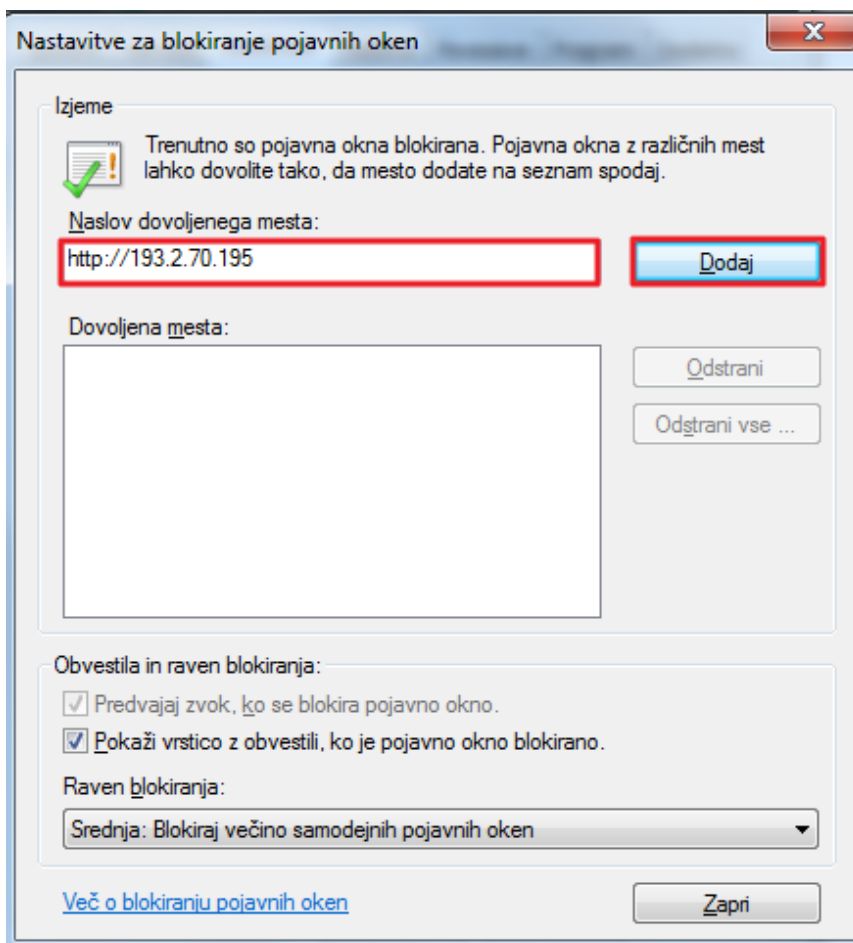 Nastavitve za blokiranje pojavnih oken
Izjeme
Trenutno so pojavna okna blokirana. Pojavna okna z različnih mest
lahko dovolite tako, da mesto dodate na seznam spodaj.
Naslov dovoljenega mesta:
http://193.2.70.195
Dodaj
Dovoljena mesta:
Odstrani
Odstrani vse ...
Obvestila in raven blokiranja:
Predvajaj zvok, ko se blokira pojavno okno.
Pokaži vrstico z obvestili, ko je pojavno okno blokirano.
Raven blokiranja:
Srednja: Blokiraj večino samodejnih pojavnih oken
Več o blokiranju pojavnih oken
Zapri